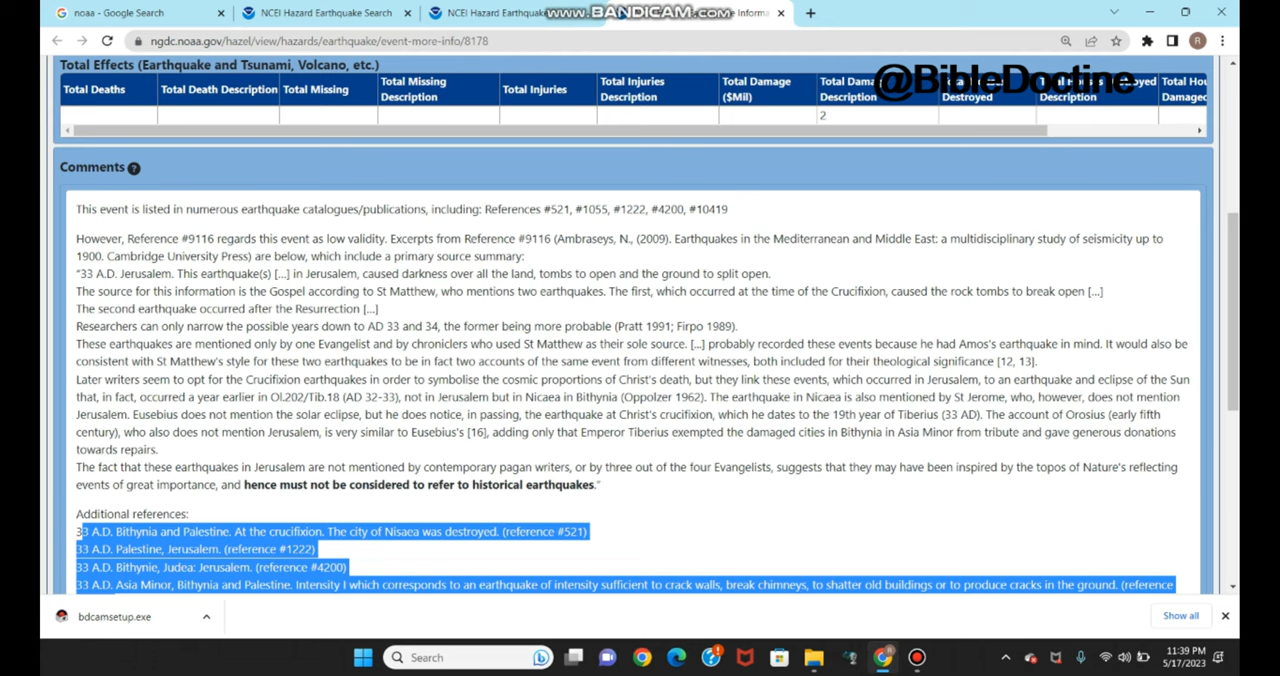 noas - Google Search
NCEI Hazard Earthquake Search
NCEI Hazard Earthqu
www.BANDICAM.com
Informa
ngdc.noaa.gov/hazel/view/hazards/earthquake/event-more-info/8178
R
Total Effects (Earthquake and Tsunami, Volcano, etc.)
@BibleDoctine
Total Deaths
Total Death Description
Total Missing
Total Missing
Description
Total Injuries
Total Injuries
Description
Total Damage
($Mil)
Total Dama
Description
Destroyed
Description
Total Hou
Damaged
2
Comments ?
This event is listed in numerous earthquake catalogues/publications, including: References #521, #1055, #1222, #4200, #10419
However, Reference #9116 regards this event as low validity. Excerpts from Reference #9116 (Ambraseys, N., (2009). Earthquakes in the Mediterranean and Middle East: a multidisciplinary study of seismicity up to
1900. Cambridge University Press) are below, which include a primary source summary:
"33 A.D. Jerusalem. This earthquake(s) [...] in Jerusalem, caused darkness over all the land, tombs to open and the ground to split open.
The source for this information is the Gospel according to St Matthew, who mentions two earthquakes. The first, which occurred at the time of the Crucifixion, caused the rock tombs to break open [...]
The second earthquake occurred after the Resurrection [...]
Researchers can only narrow the possible years down to AD 33 and 34, the former being more probable (Pratt 1991; Firpo 1989).
These earthquakes are mentioned only by one Evangelist and by chroniclers who used St Matthew as their sole source. [...] probably recorded these events because he had Amos's earthquake in mind. It would also be
consistent with St Matthew's style for these two earthquakes to be in fact two accounts of the same event from different witnesses, both included for their theological significance [12, 13].
Later writers seem to opt for the Crucifixion earthquakes in order to symbolise the cosmic proportions of Christ's death, but they link these events, which occurred in Jerusalem, to an earthquake and eclipse of the Sun
that, in fact, occurred a year earlier in Ol.202/Tib.18 (AD 32-33), not in Jerusalem but in Nicaea in Bithynia (Oppolzer 1962). The earthquake in Nicaea is also mentioned by St Jerome, who, however, does not mention
Jerusalem. Eusebius does not mention the solar eclipse, but he does notice, in passing, the earthquake at Christ's crucifixion, which he dates to the 19th year of Tiberius (33 AD). The account of Orosius (early fifth
century), who also does not mention Jerusalem, is very similar to Eusebius's [16], adding only that Emperor Tiberius exempted the damaged cities in Bithynia in Asia Minor from tribute and gave generous donations
towards repairs.
The fact that these earthquakes in Jerusalem are not mentioned by contemporary pagan writers, or by three out of the four Evangelists, suggests that they may have been inspired by the topos of Nature's reflecting
events of great importance, and hence must not be considered to refer to historical earthquakes."
Additional references:
33 A.D. Bithynia and Palestine. At the crucifixion. The city of Nisaea was destroyed. (reference #521)
33 A.D. Palestine, Jerusalem. (reference #1222)
33 A.D. Bithynie, Judea: Jerusalem. (reference #4200)
33 A.D. Asia Minor, Bithynia and Palestine. Intensity I which corresponds to an earthquake of intensity sufficient to crack walls, break chimneys, to shatter old buildings or to produce cracks in the ground. (reference
bdcamsetup.exe
Show all
Search
11:39 PM
5/17/2023